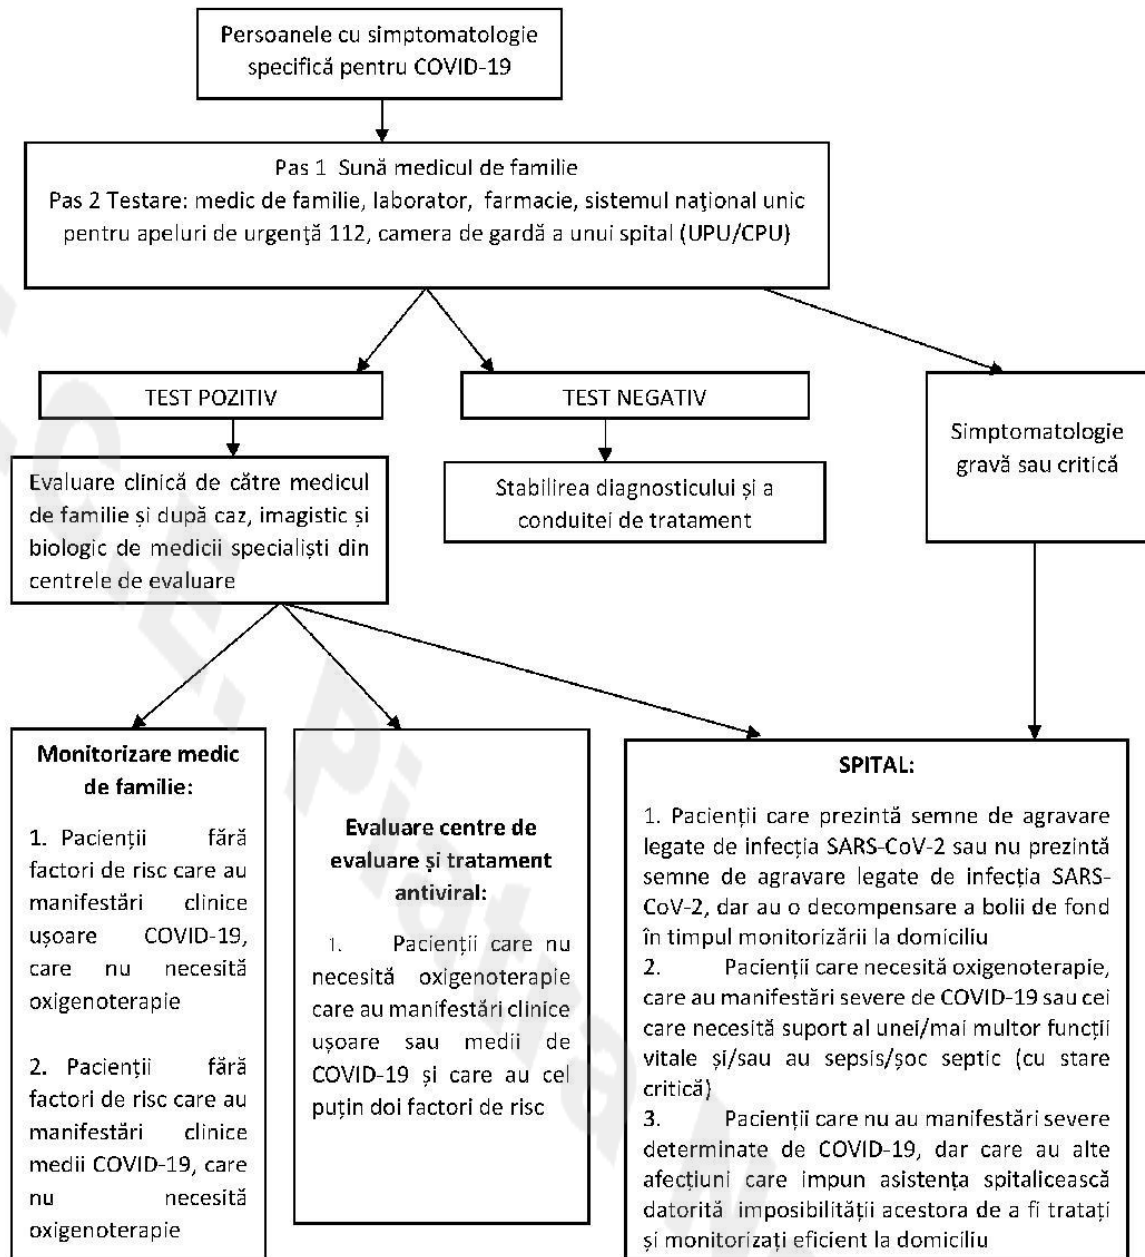 Persoanele cu simptomatologie
specifică pentru COVID-19
Pas 1 Sună medicul de familie
Pas 2 Testare: medic de familie, laborator, farmacie, sistemul naţional unic
pentru apeluri de urgenţă 112, camera de gardă a unui spital (UPU/CPU)
TEST POZITIV
TEST NEGATIV
Simptomatologie
gravă sau critică
Evaluare clinică de către medicul
de familie și după caz, imagistic și
biologic de medicii specialiști din
centrele de evaluare
Stabilirea diagnosticului și a
conduitei de tratament
Monitorizare medic
de familie:
1. Pacienții fără
factori de risc care au
manifestări clinice
ușoare COVID-19,
care nu necesită
oxigenoterapie
2. Pacienții fără
factori de risc care au
manifestări clinice
medii COVID-19, care
nu necesită
oxigenoterapie
Evaluare centre de
evaluare și tratament
antiviral:
1. Pacienții care nu
necesită oxigenoterapie
care au manifestări clinice
ușoare sau medii de
COVID-19 și care au cel
puțin doi factori de risc
SPITAL:
1. Pacienții care prezintă semne de agravare
legate de infecția SARS-CoV-2 sau nu prezintă
semne de agravare legate de infecția SARS-
CoV-2, dar au o decompensare a bolii de fond
în timpul monitorizării la domiciliu
2. Pacienții care necesită oxigenoterapie,
care au manifestări severe de COVID-19 sau cei
care necesită suport al unei/mai multor funcții
vitale și/sau au sepsis/șoc septic (cu stare
critică)
3. Pacienții care nu au manifestări severe
determinate de COVID-19, dar care au alte
afecțiuni care impun asistența spitalicească
datorită imposibilității acestora de a fi tratați
și monitorizați eficient la domiciliu